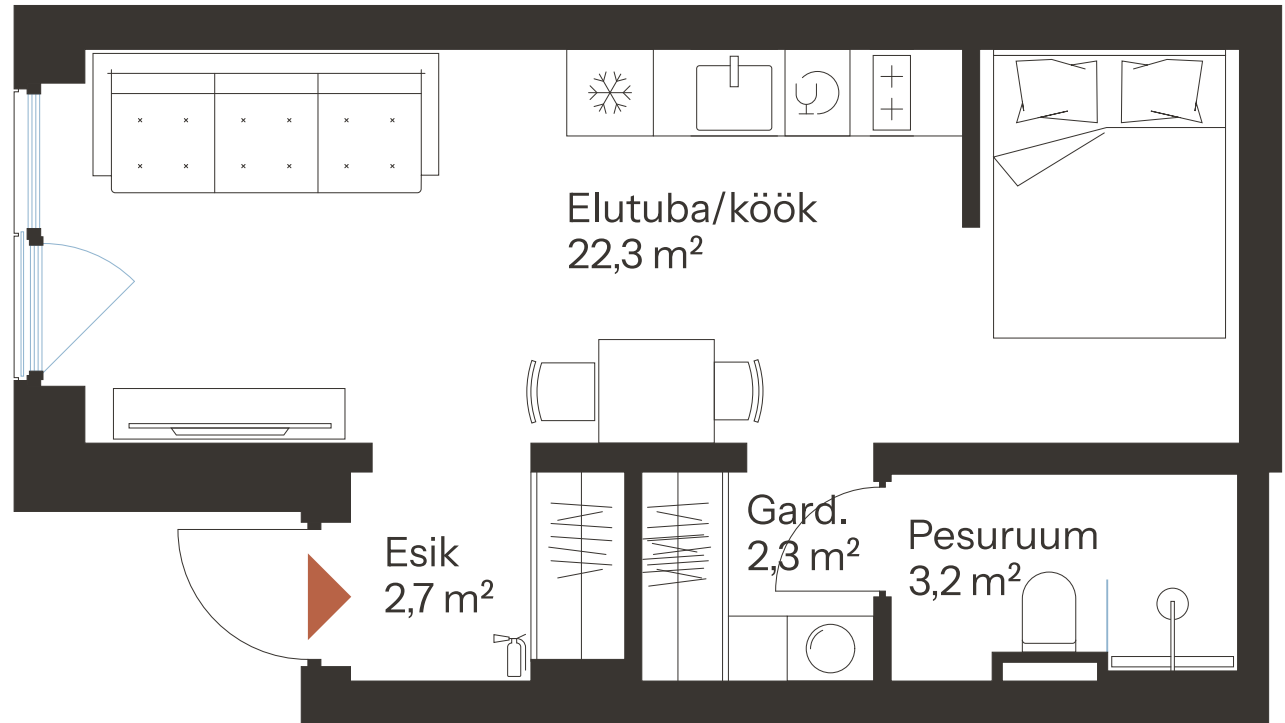 Elutuba/köök
22,3 m²
Gard.
2,3 m²
Pesuruum
3,2 m²
Esik
2,7 m²